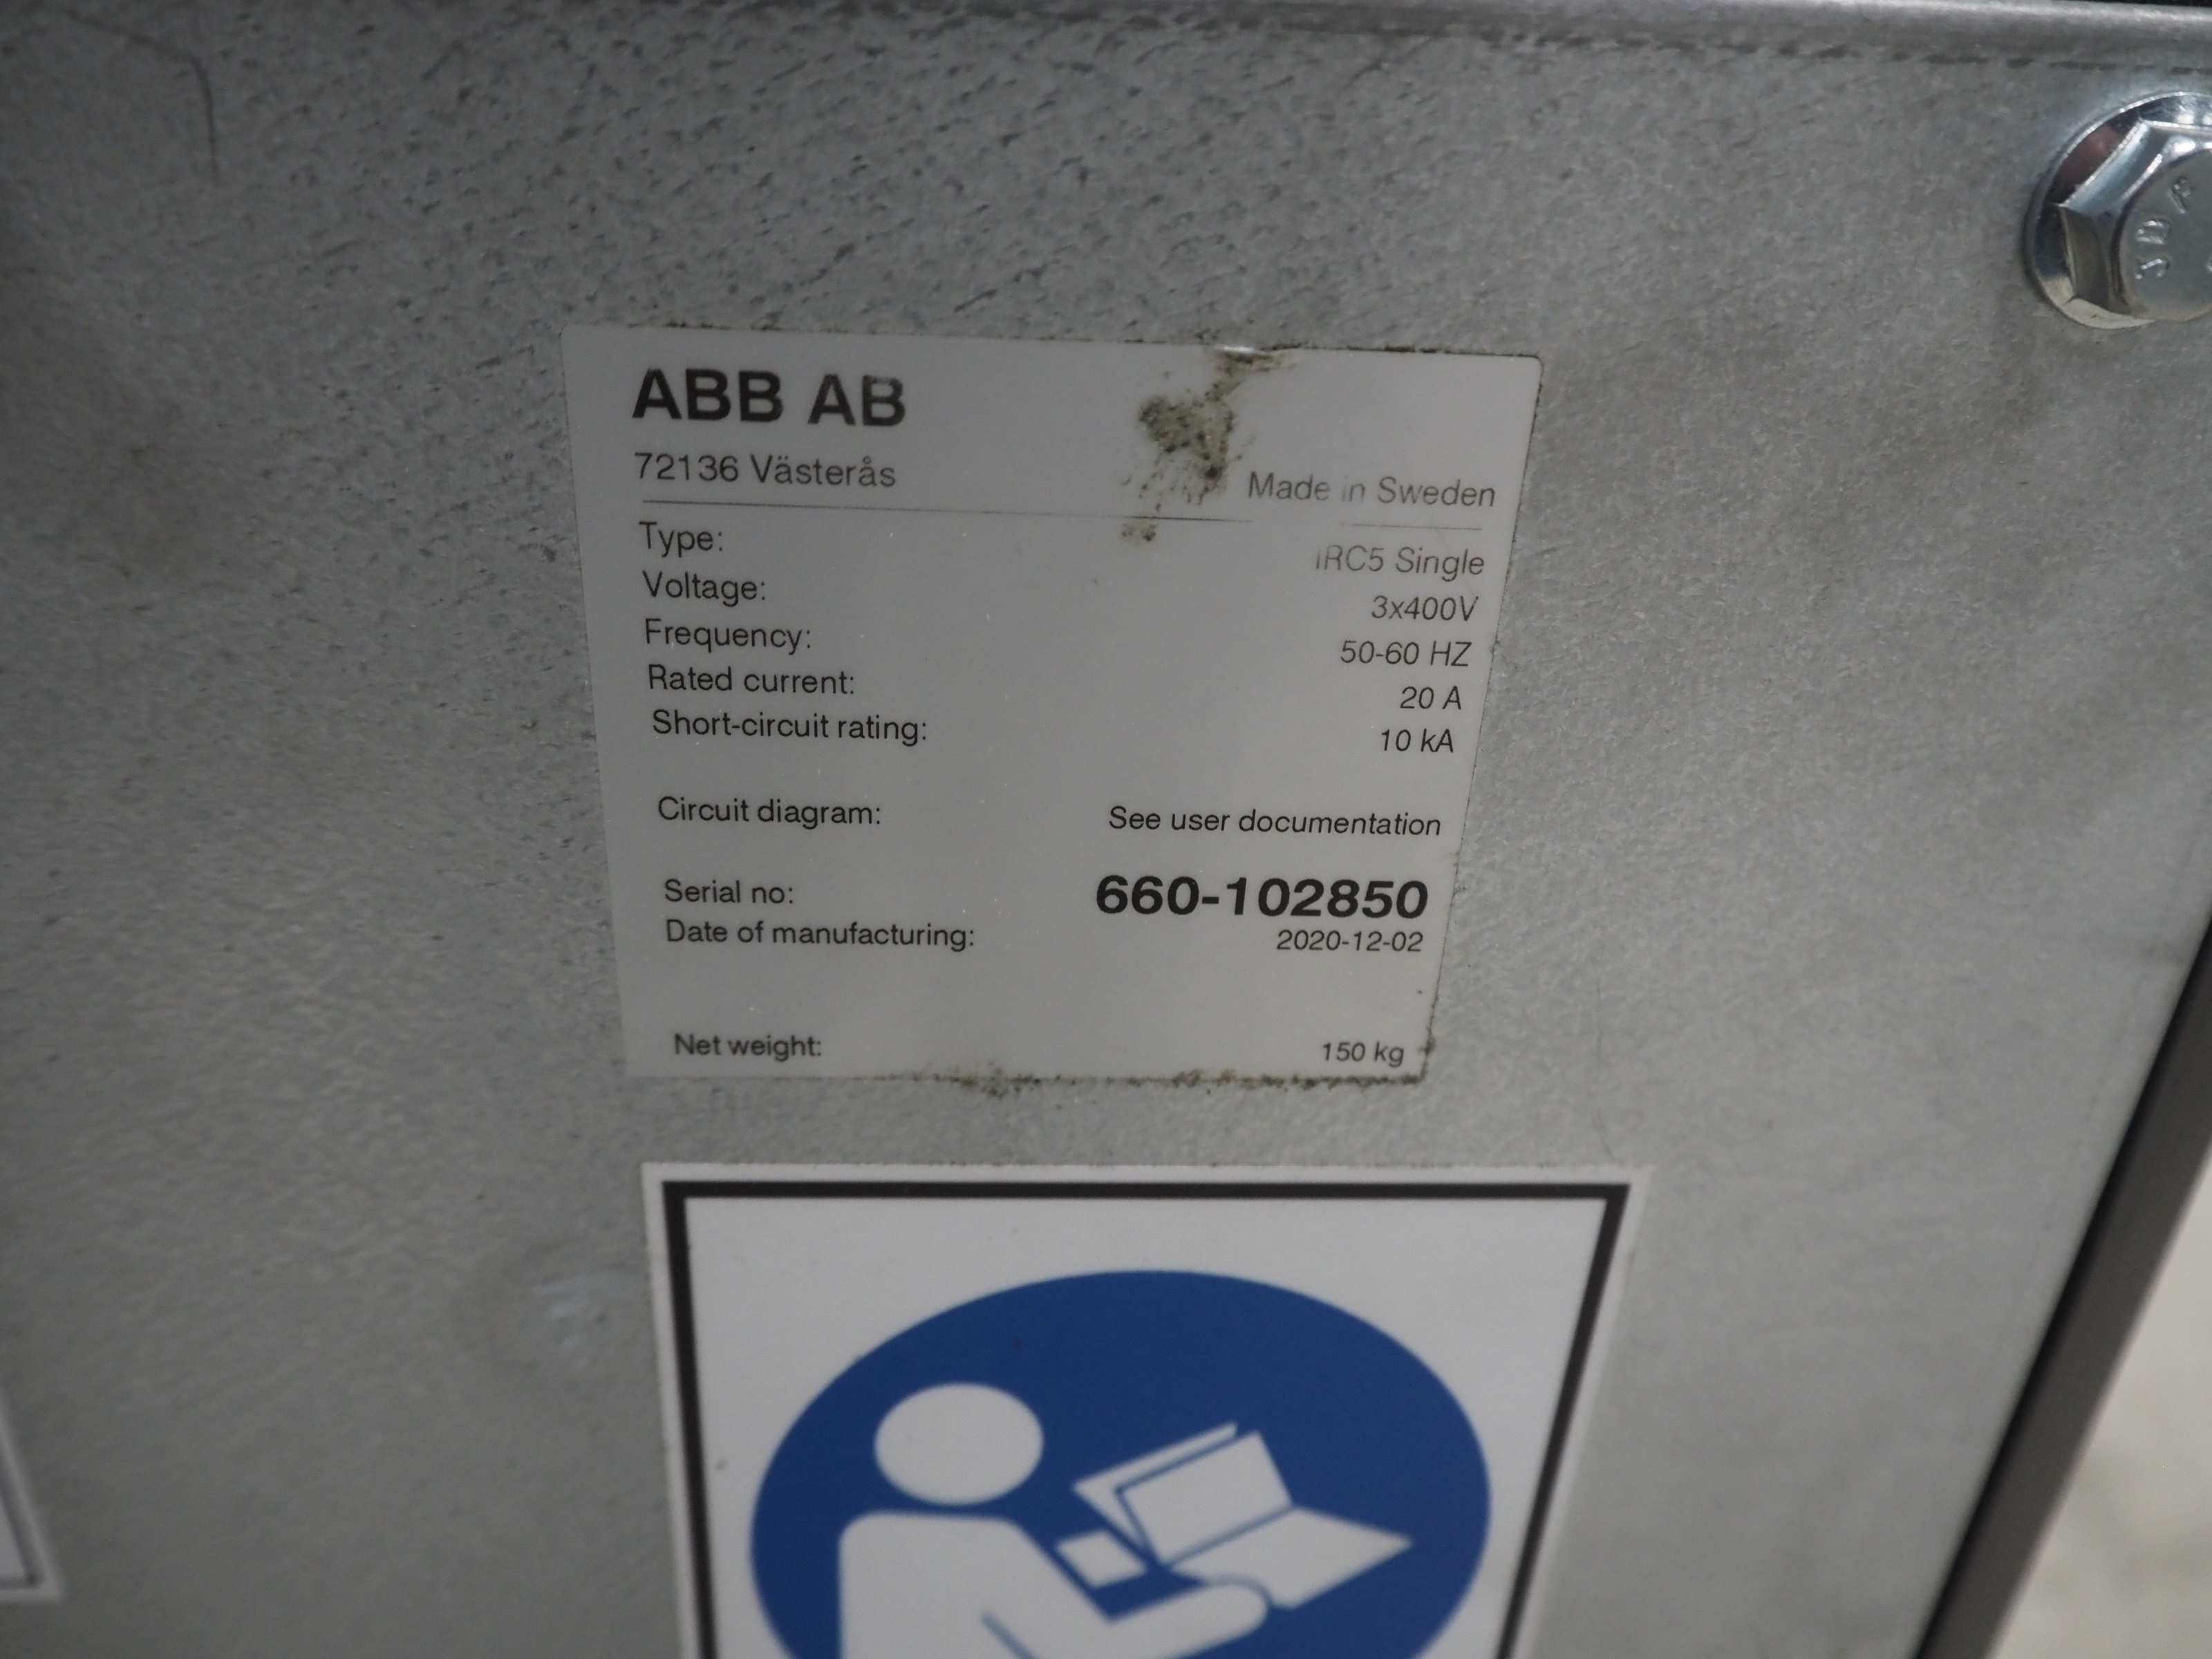 ABB AB
72136 Västerås
Made in Sweden
Type: IRC5 Single
Voltage: 3x400V
Frequency: 50-60 HZ
Rated current: 20 A
Short-circuit rating: 10 kA
Circuit diagram: See user documentation
Serial no: 660-102850
Date of manufacturing: 2020-12-02
Net weight: 150 kg